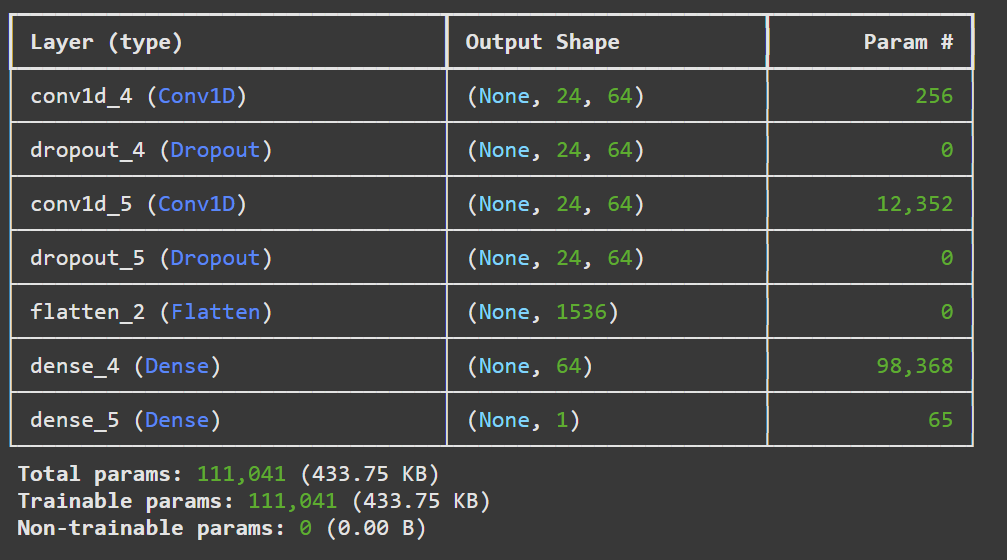 Layer (type) Output Shape Param #
conv1d_4 (Conv1D) (None, 24, 64) 256
dropout_4 (Dropout) (None, 24, 64) 0
conv1d_5 (Conv1D) (None, 24, 64) 12,352
dropout_5 (Dropout) (None, 24, 64) 0
flatten_2 (Flatten) (None, 1536) 0
dense_4 (Dense) (None, 64) 98,368
dense_5 (Dense) (None, 1) 65
Total params: 111,041 (433.75 KB)
Trainable params: 111,041 (433.75 KB)
Non-trainable params: 0 (0.00 B)